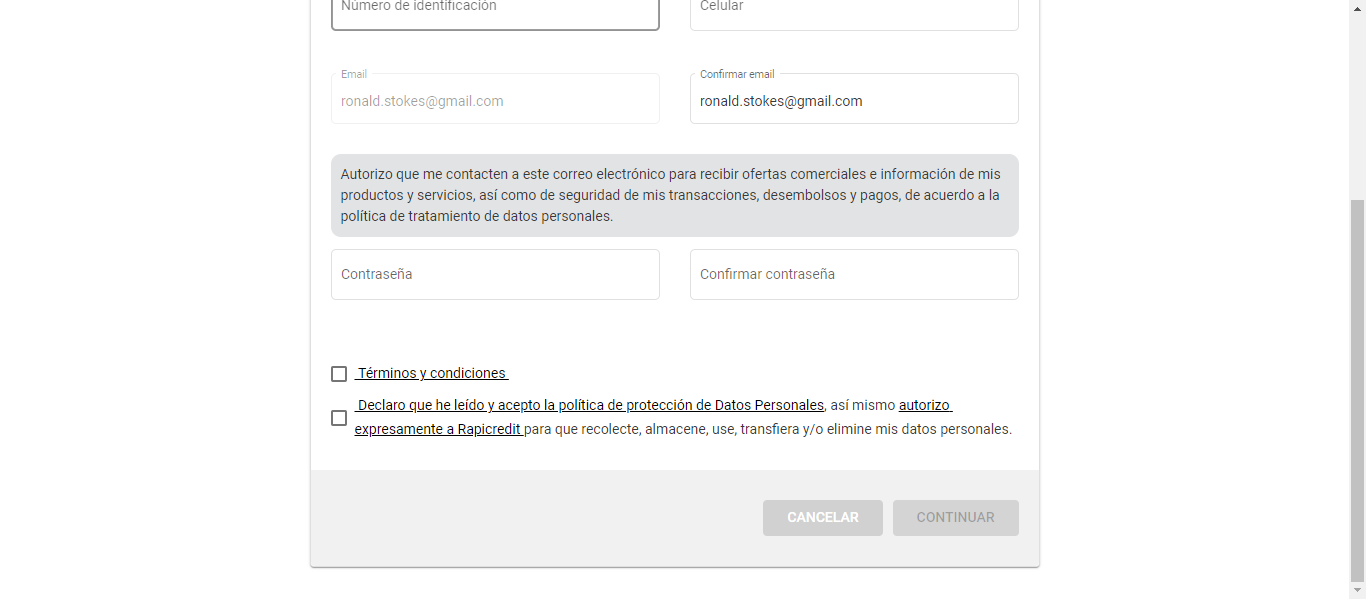 Número de identificación
Celular
Email
Confirmar email
ronald.stokes@gmail.com
ronald.stokes@gmail.com
Autorizo que me contacten a este correo electrónico para recibir ofertas comerciales e información de mis
productos y servicios, así como de seguridad de mis transacciones, desembolsos y pagos, de acuerdo a la
política de tratamiento de datos personales.
Contraseña
Confirmar contraseña
Términos y condiciones
Declaro que he leído y acepto la política de protección de Datos Personales, así mismo autorizo
expresamente a Rapicredit para que recolecte, almacene, use, transfiera y/o elimine mis datos personales.
CANCELAR
CONTINUAR